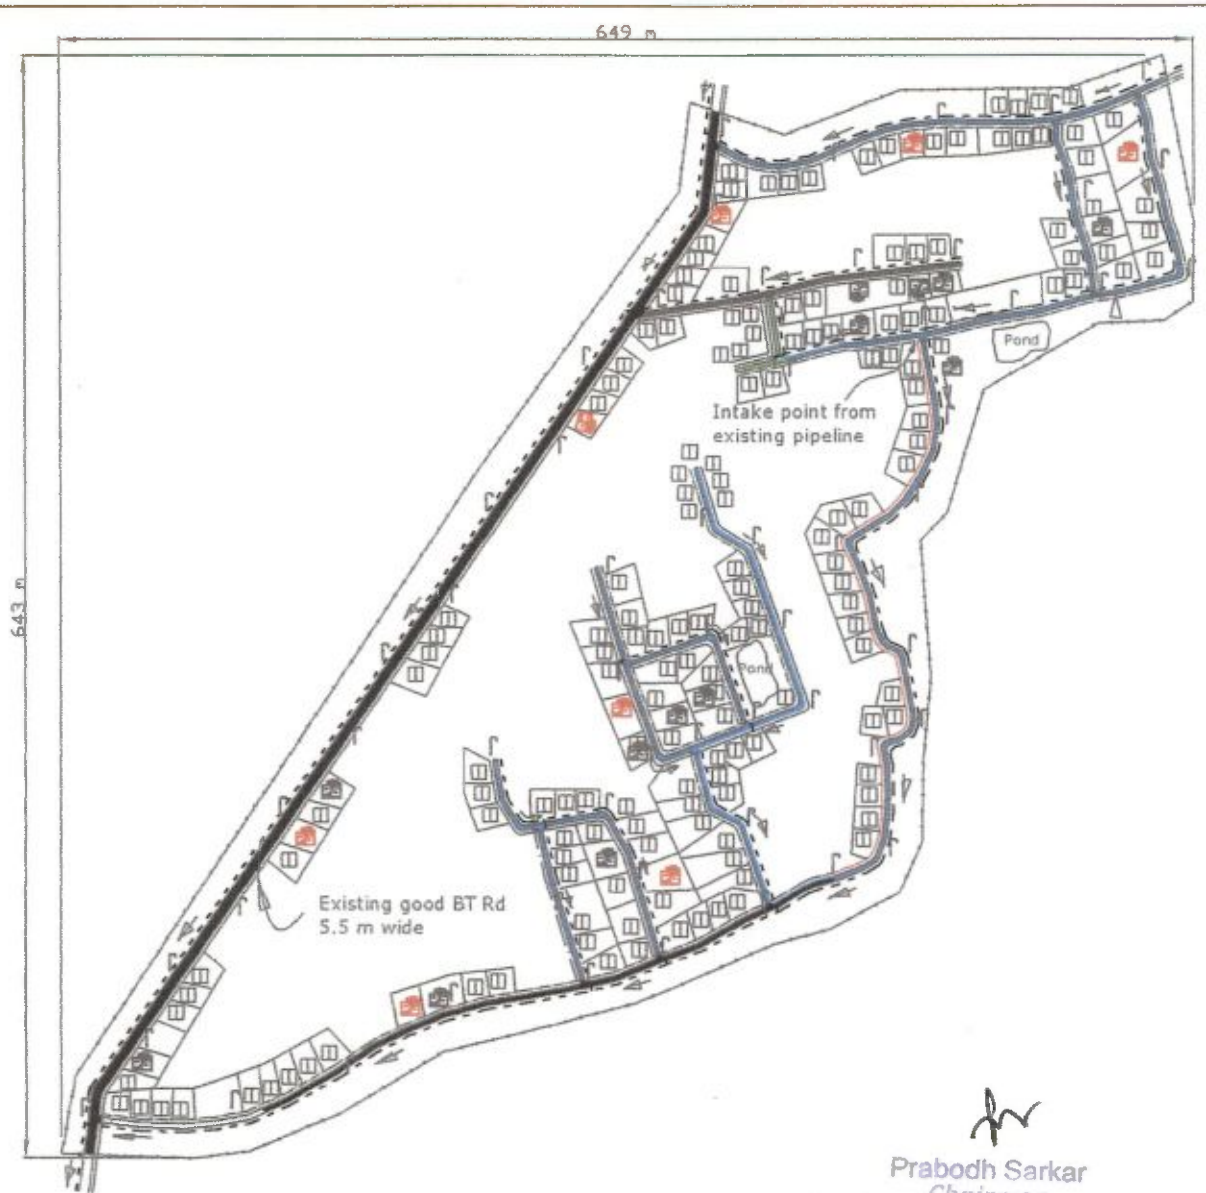 649 m
643 m
Pond
Intake point from
existing pipeline
Pond
Existing good BT Rd
5.5 m wide
Prabodh Sarkar